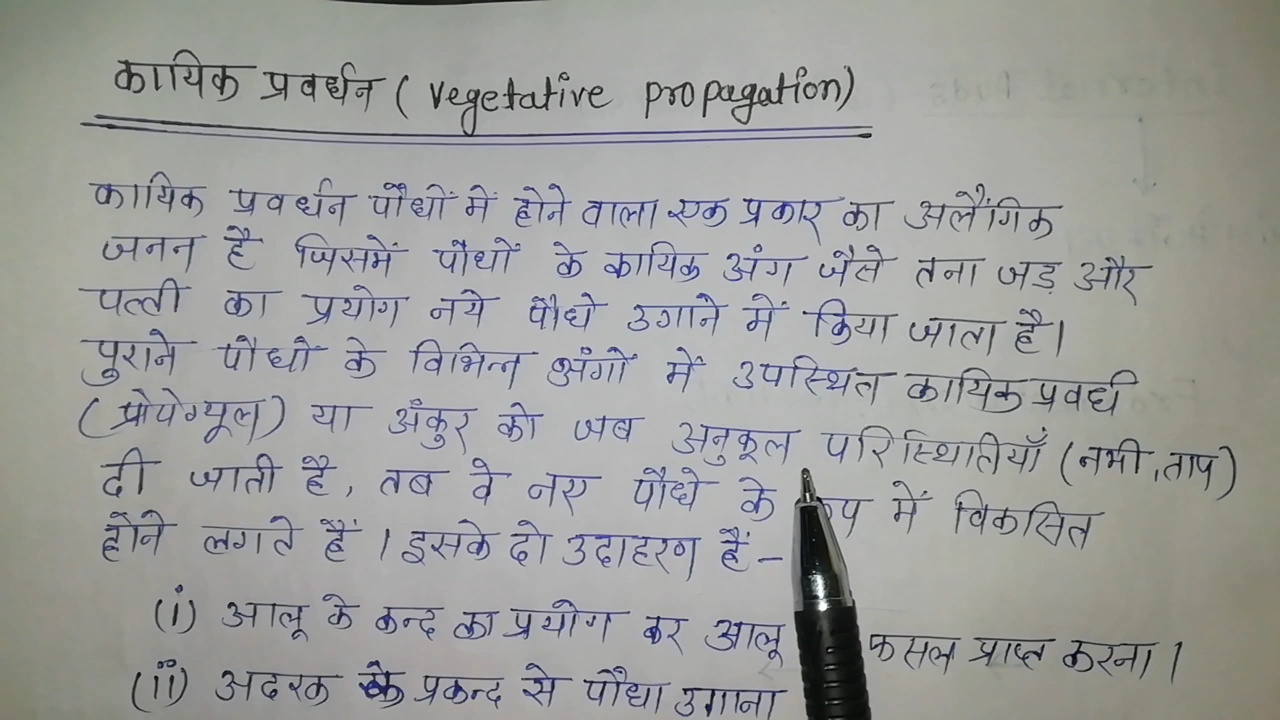 कायिक प्रवर्धन ( vegetative propagation)
कायिक प्रवर्धन पौधों में होने वाला एक प्रकार का अलैंगिक
जनन है जिसमें पौधों के कायिक अंग जैसे तना जड़ और
पत्ती का प्रयोग नये पौधे उगाने में किया जाता है।
पुराने पौधों के विभिन्न अंगों में उपस्थित कायिक प्रवर्ध
(प्रोपेग्यूल) या अंकुर को जब अनुकूल परिस्थितियाँ (नमी, ताप)
दी जाती है, तब वे नए पौधे के रूप में विकसित
होने लगते हैं । इसके दो उदाहरण हैं -
(i) आलू के कन्द का प्रयोग कर आलू फसल प्राप्त करना ।
(ii) अदरक के प्रकन्द से पौधा उगाना